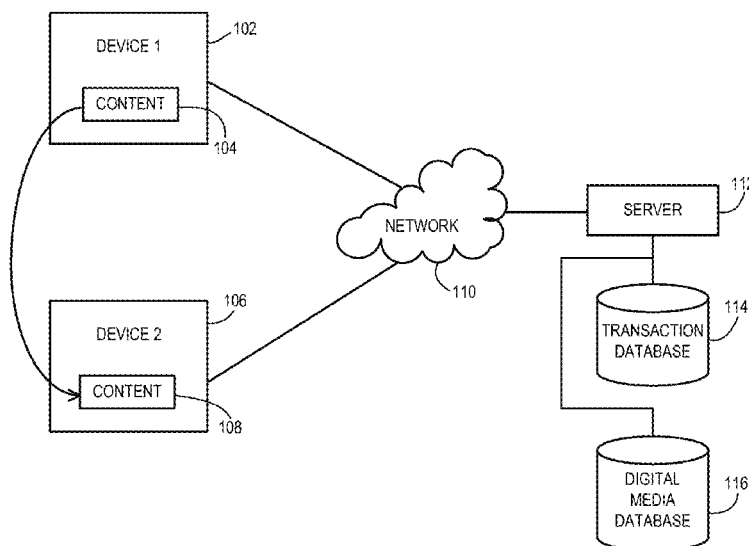 DEVICE 1
102
CONTENT
104
NETWORK
110
SERVER
112
TRANSACTION
DATABASE
114
DEVICE 2
106
CONTENT
108
DIGITAL
MEDIA
DATABASE
116